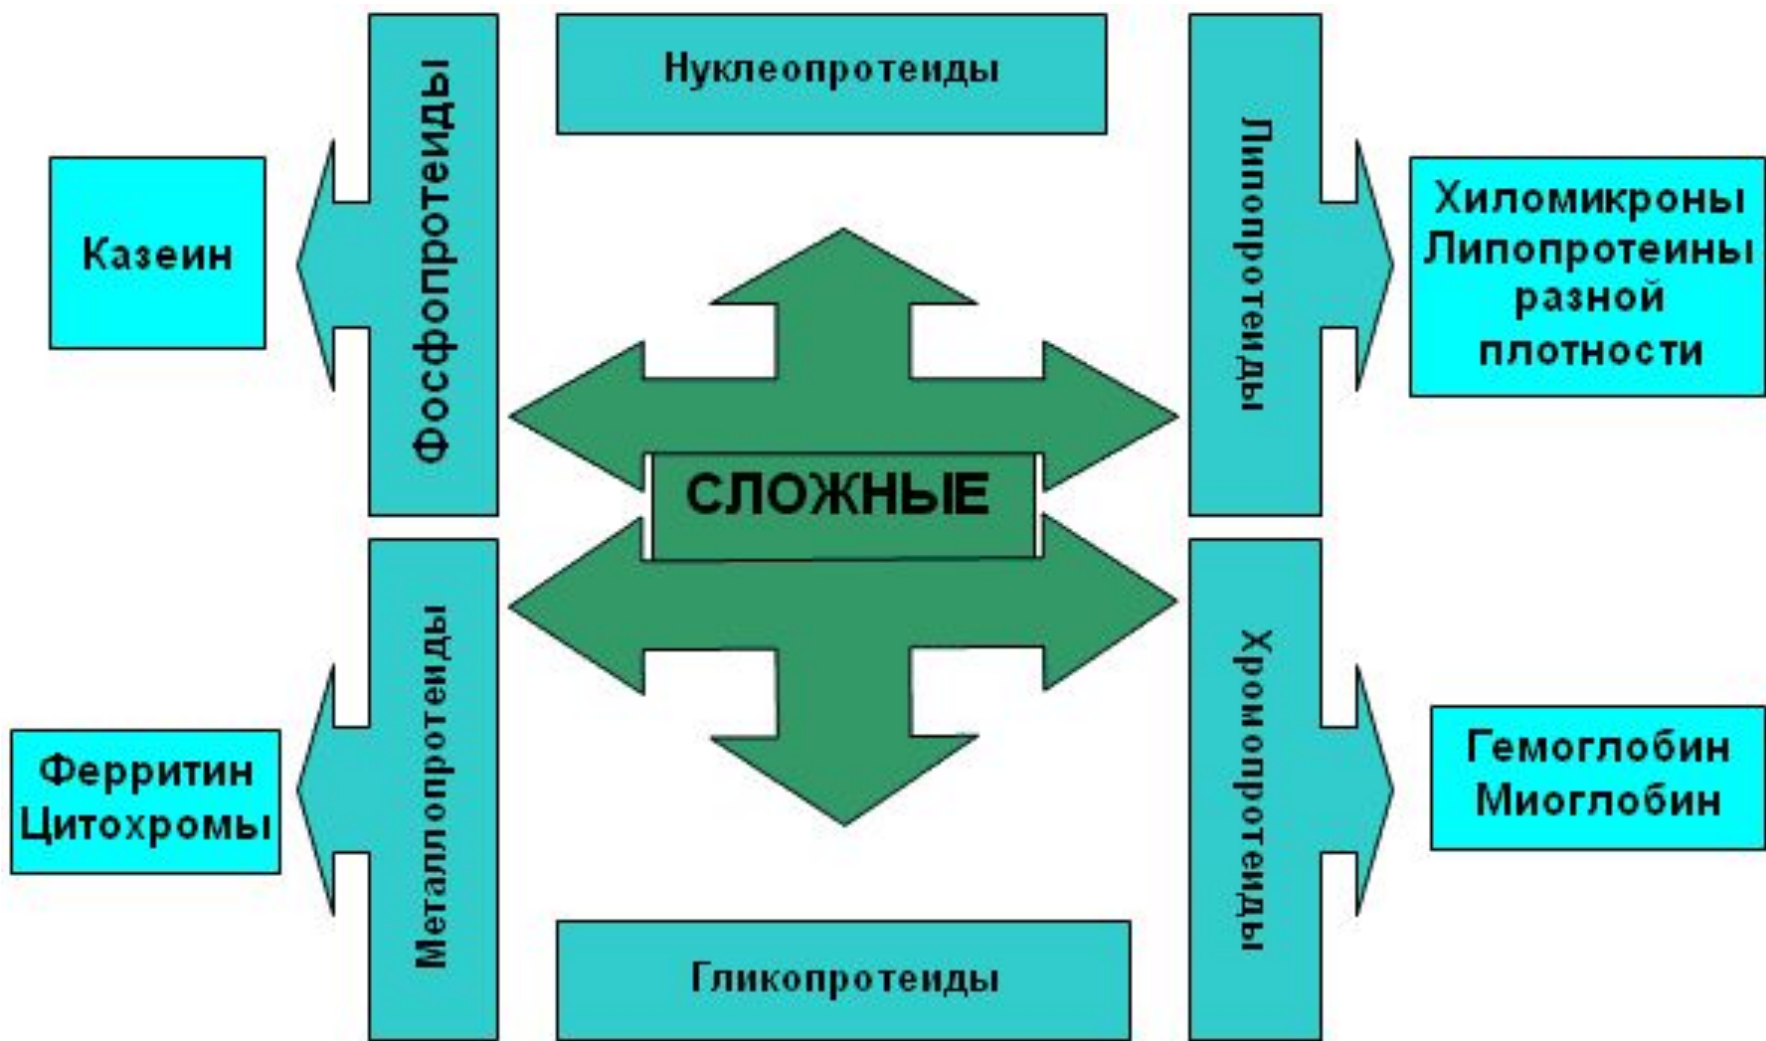 Нуклеопротеиды
Фосфопротеиды
Липопротеиды
Казеин
Хиломикроны
Липопротеины
разной
плотности
СЛОЖНЫЕ
Металлопротеиды
Хромопротеиды
Ферритин
Цитохромы
Гемоглобин
Миоглобин
Гликопротеиды